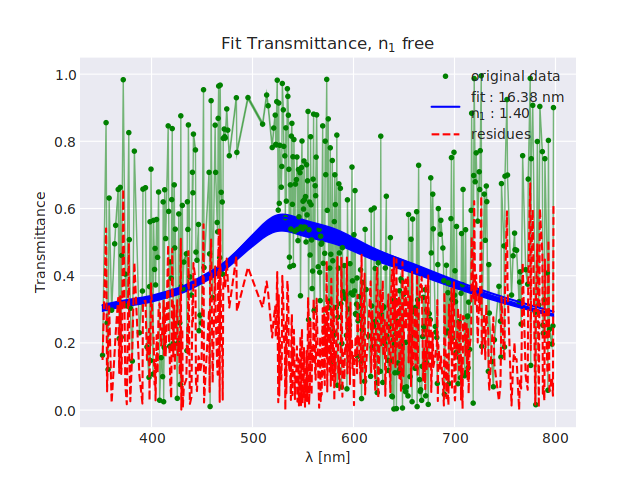 Fit Transmittance, n₁ free
Transmittance
1.0
0.8
0.6
0.4
0.2
0.0
400
500
600
700
800
λ [nm]
original data
fit : 16.38 nm
n₁ : 1.40
residues